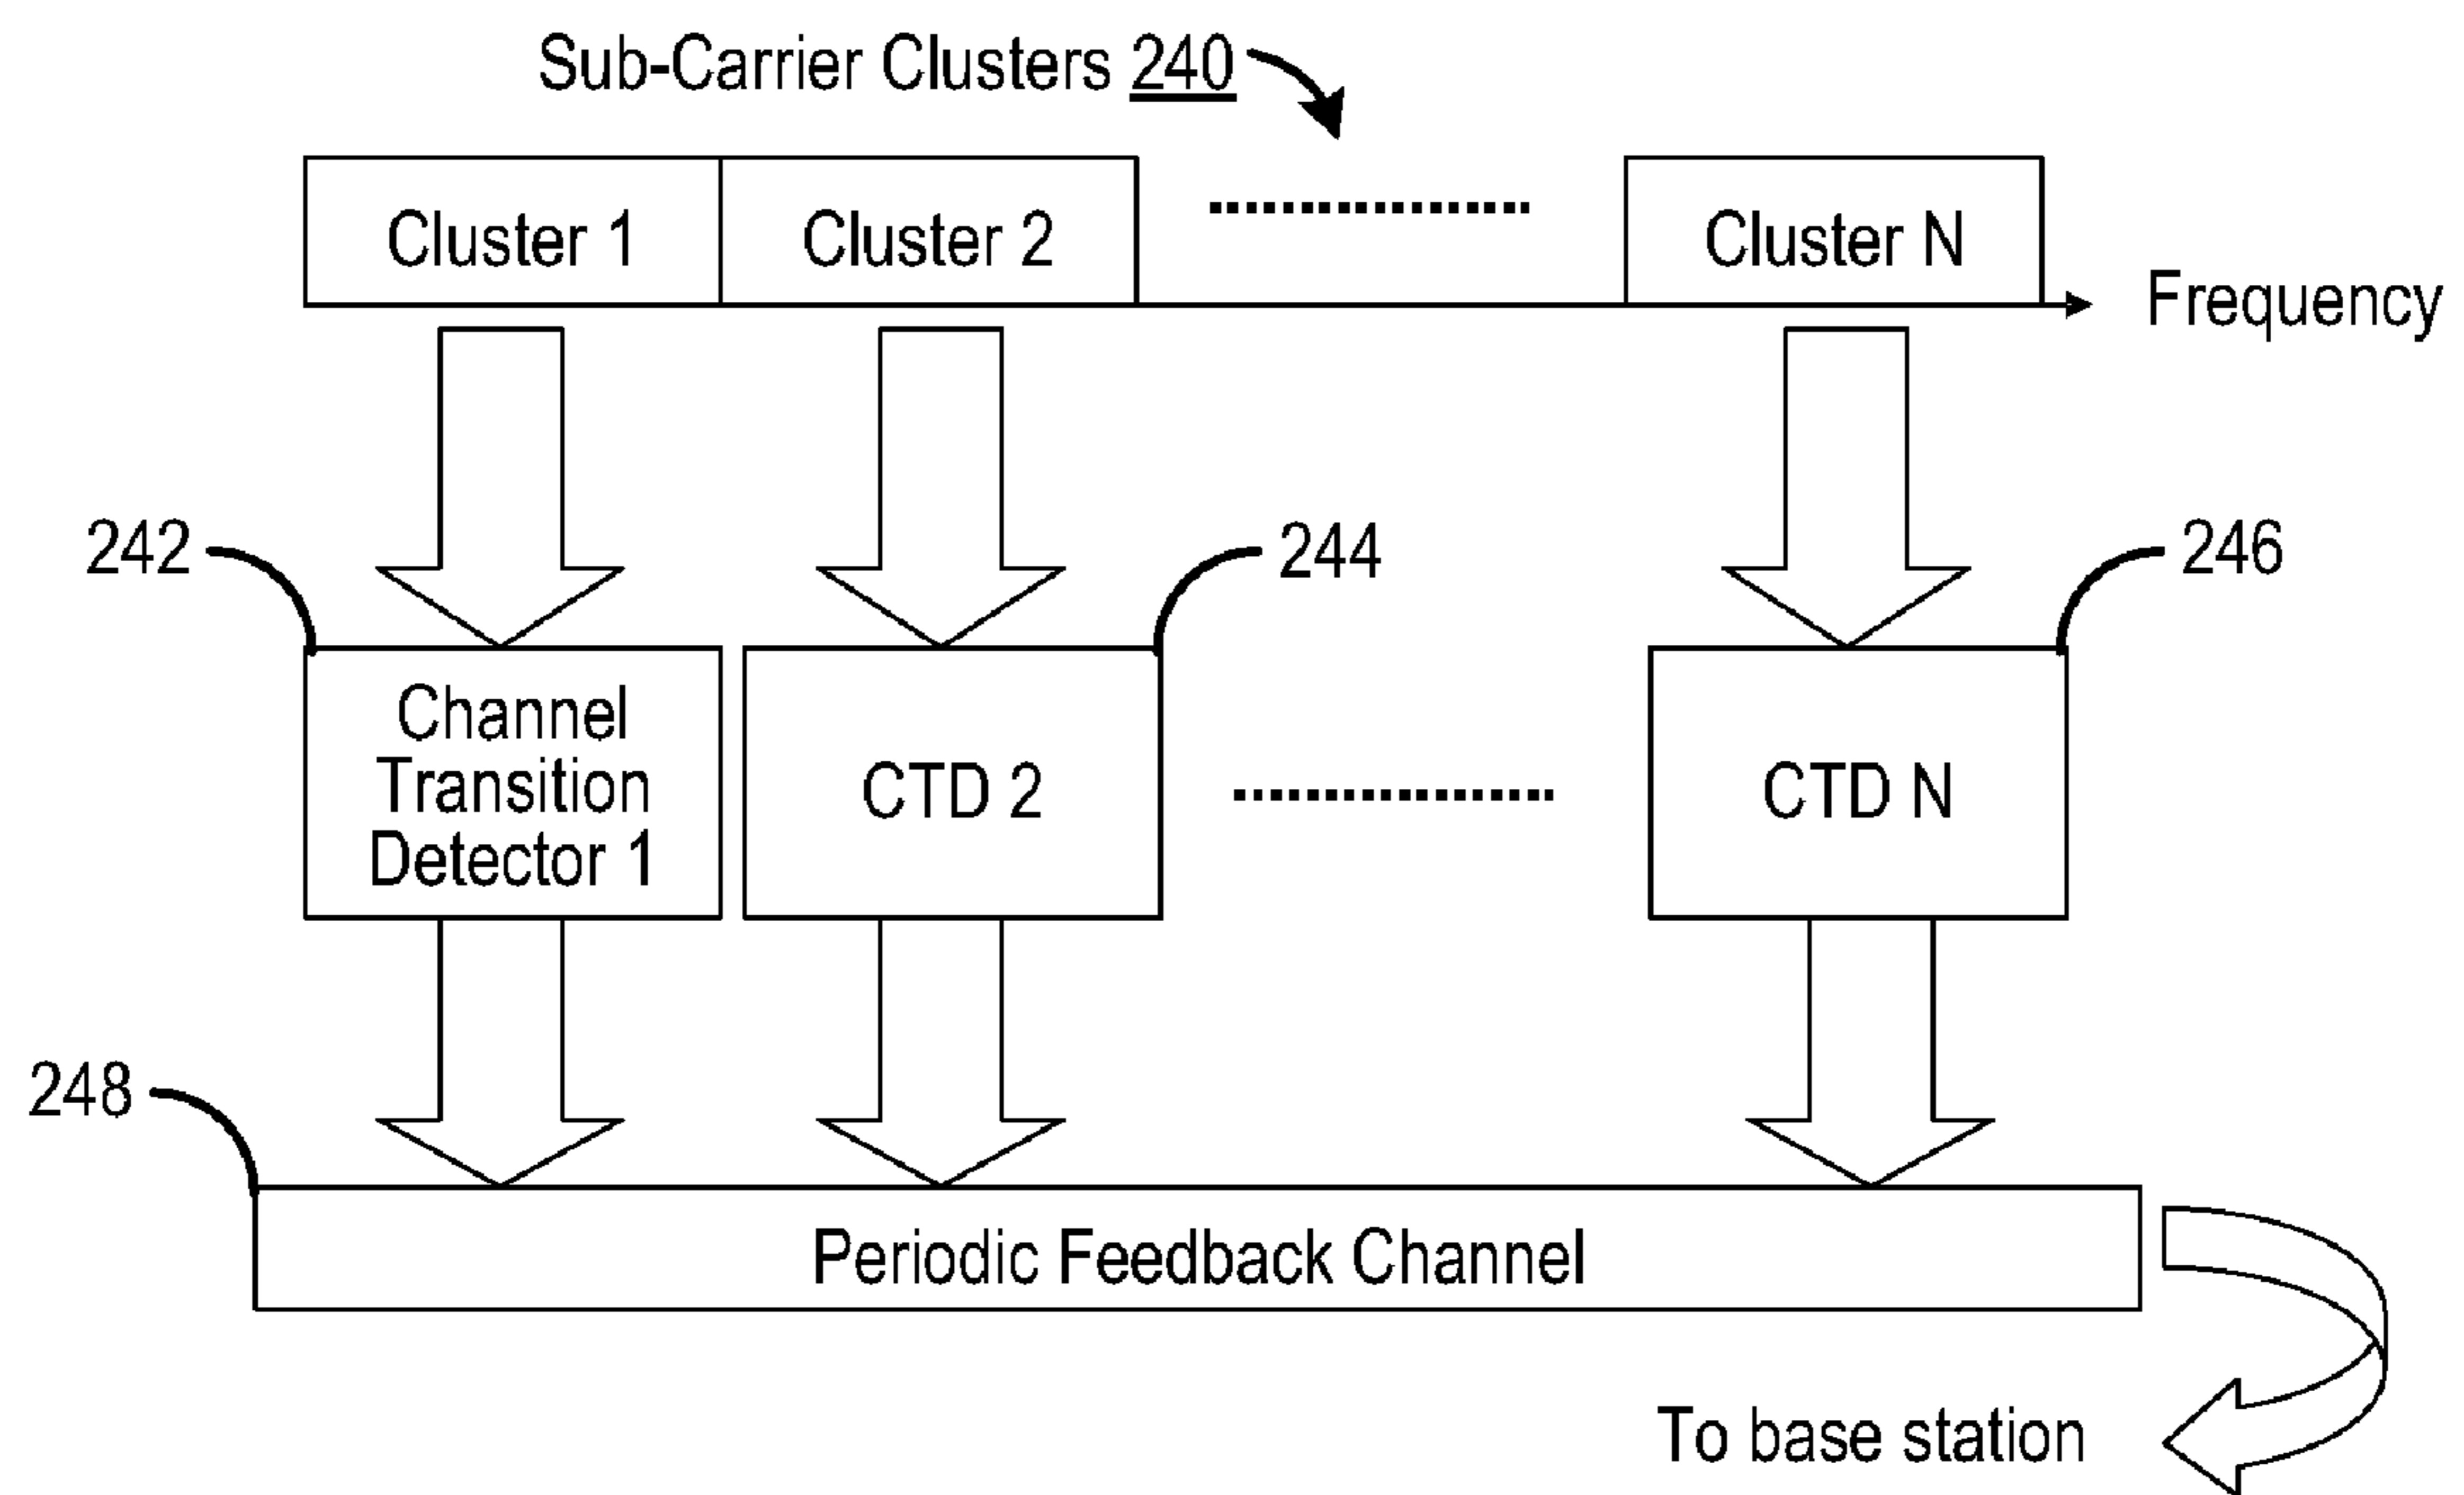 Sub-Carrier Clusters 240
Cluster 1
Cluster 2
Cluster N
Frequency
242
244
246
Channel
Transition
Detector 1
CTD 2
CTD N
248
Periodic Feedback Channel
To base station